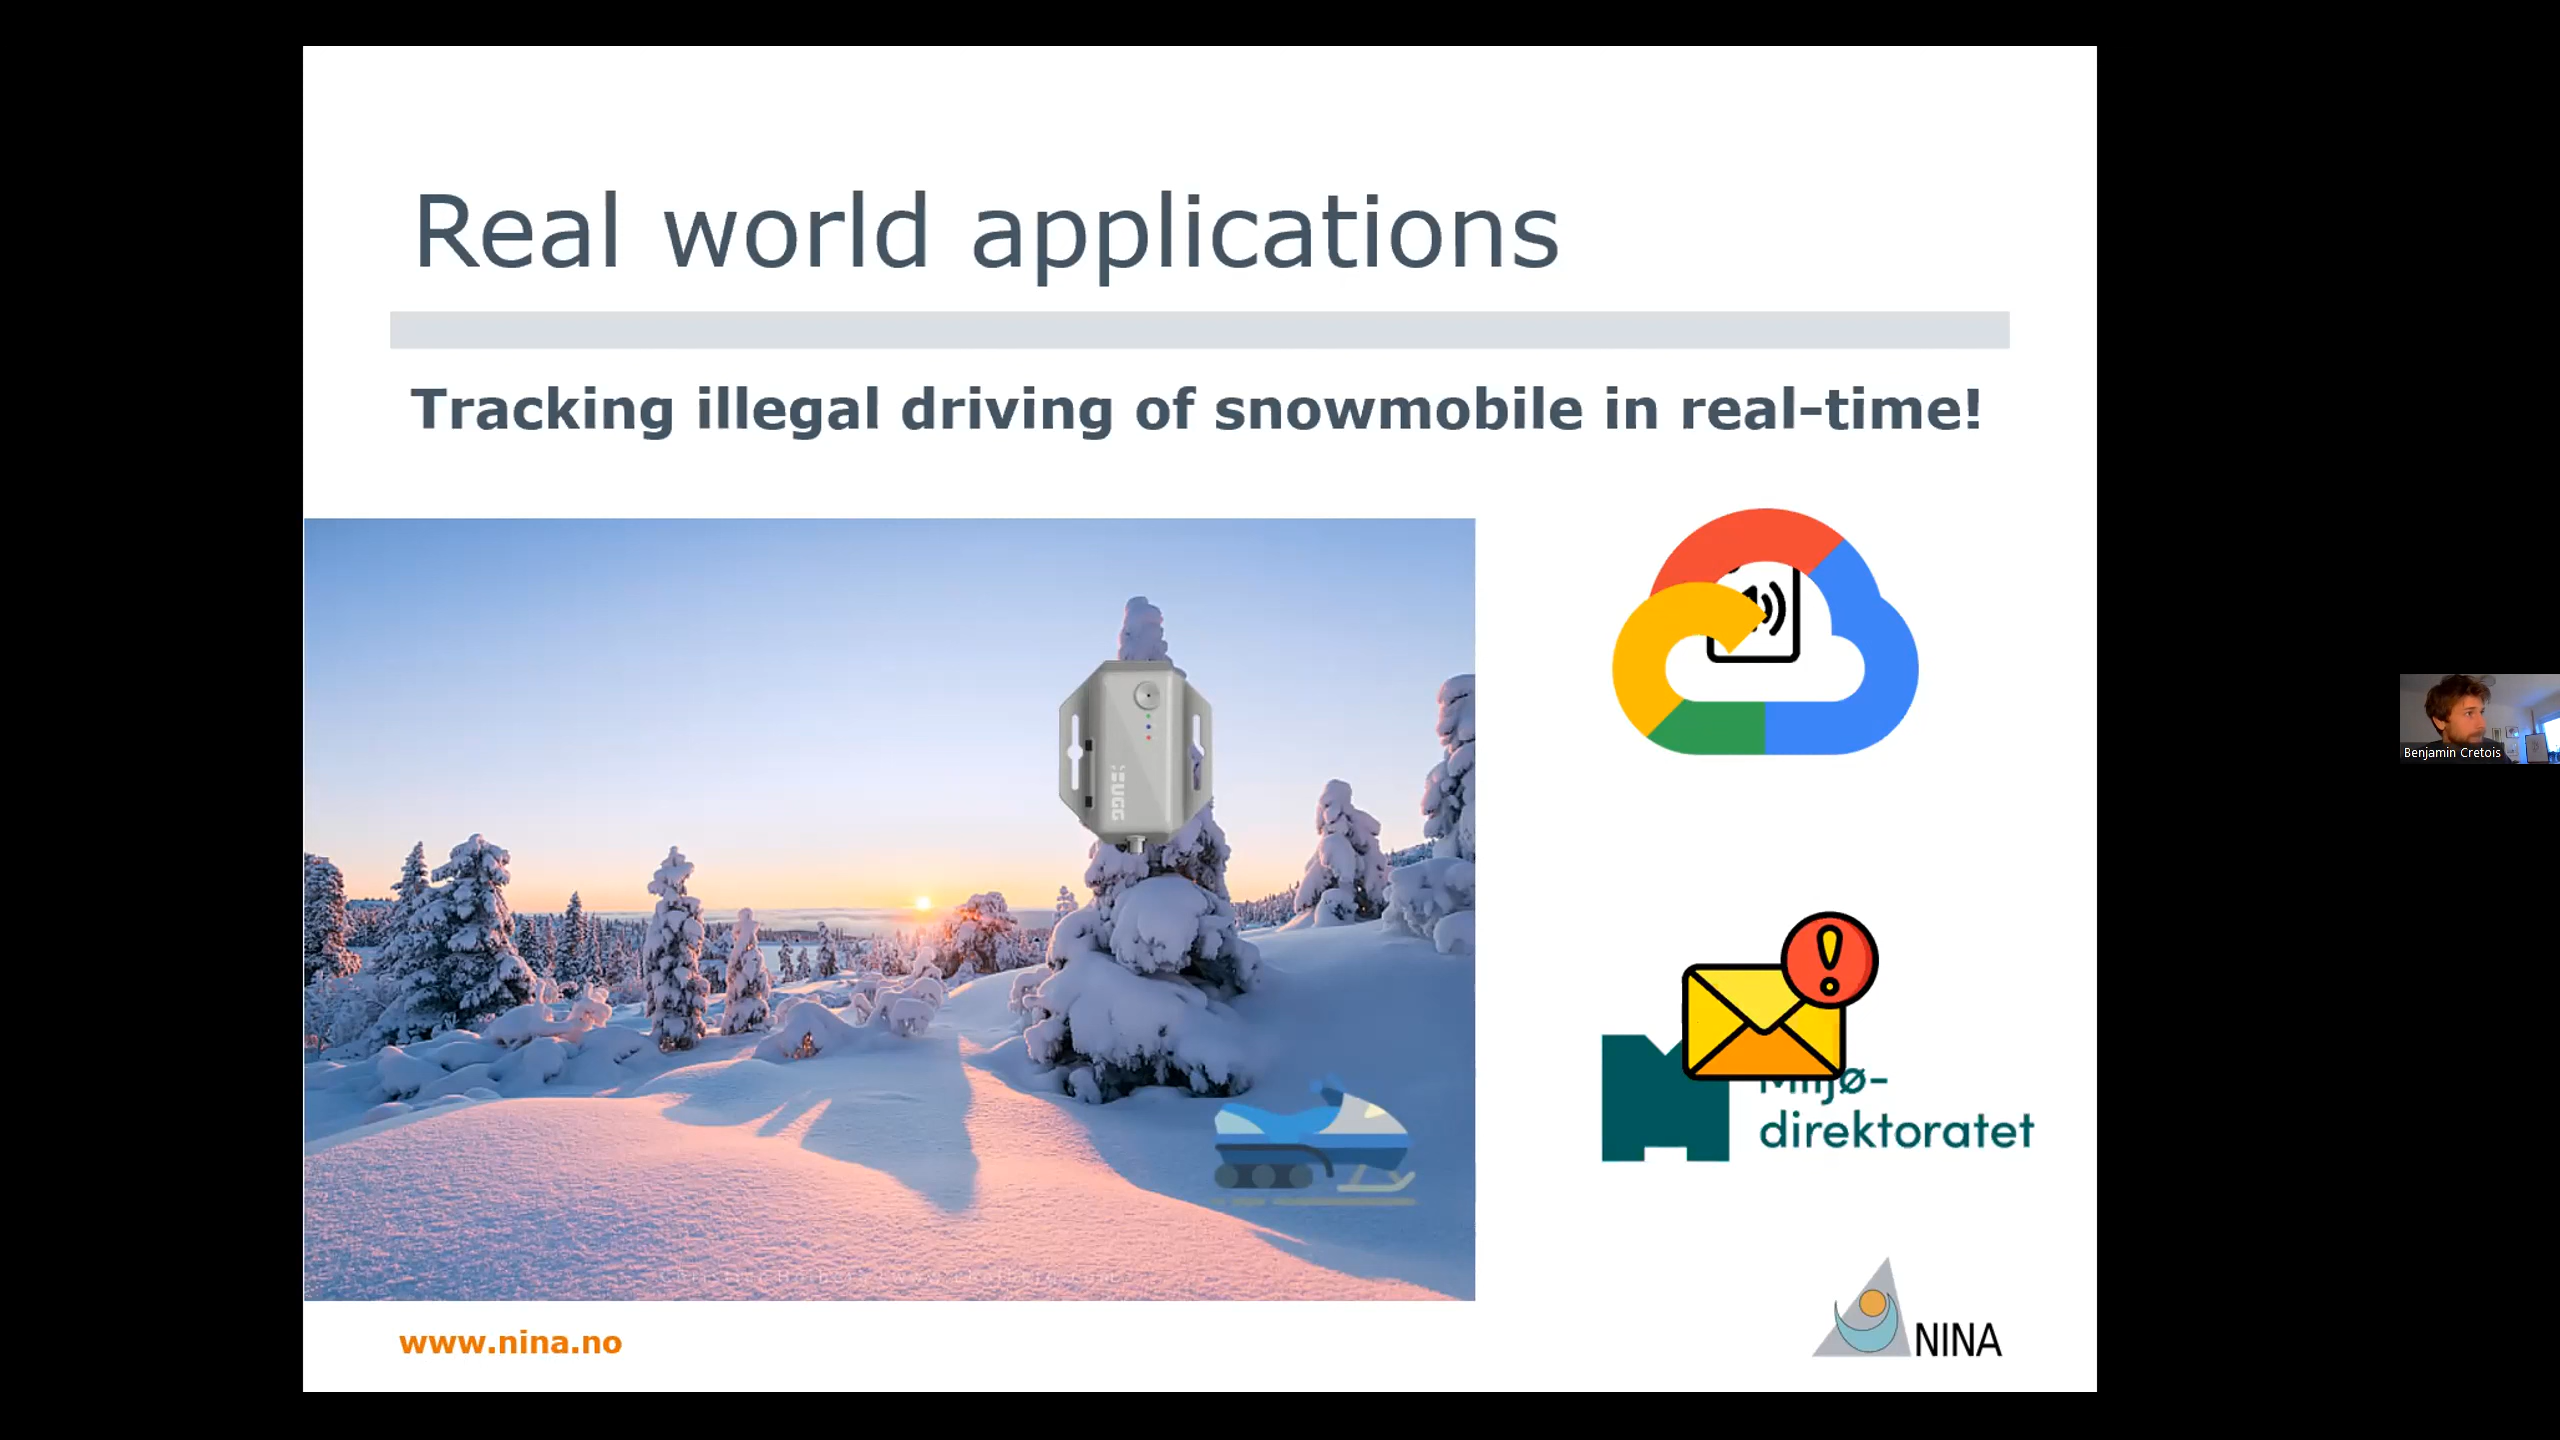 Real world applications
Tracking illegal driving of snowmobile in real-time!
UGG
Miljø-
direktoratet
www.nina.no
NINA
Benjamin Cretois